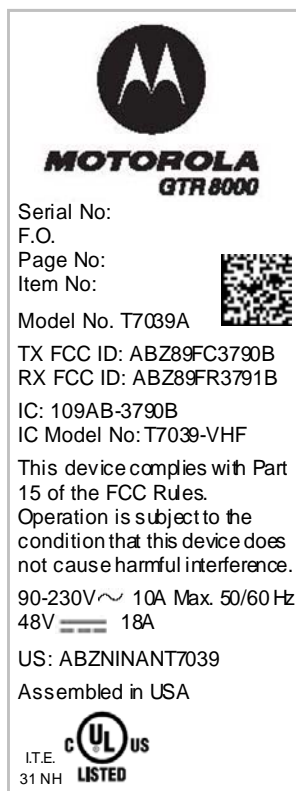 MOTOROLA
GTR 8000
Serial No:
F.O.
Page No:
Item No:
Model No. T7039A
TX FCC ID: ABZ89FC3790B
RX FCC ID: ABZ89FR3791B
IC: 109AB-3790B
IC Model No: T7039-VHF
This device complies with Part
15 of the FCC Rules.
Operation is subject to the
condition that this device does
not cause harmful interference.
90-230V~ 10A Max. 50/60 Hz
48V 18A
US: ABZNINANT7039
Assembled in USA
I.T.E.
31 NH
C UL US
LISTED